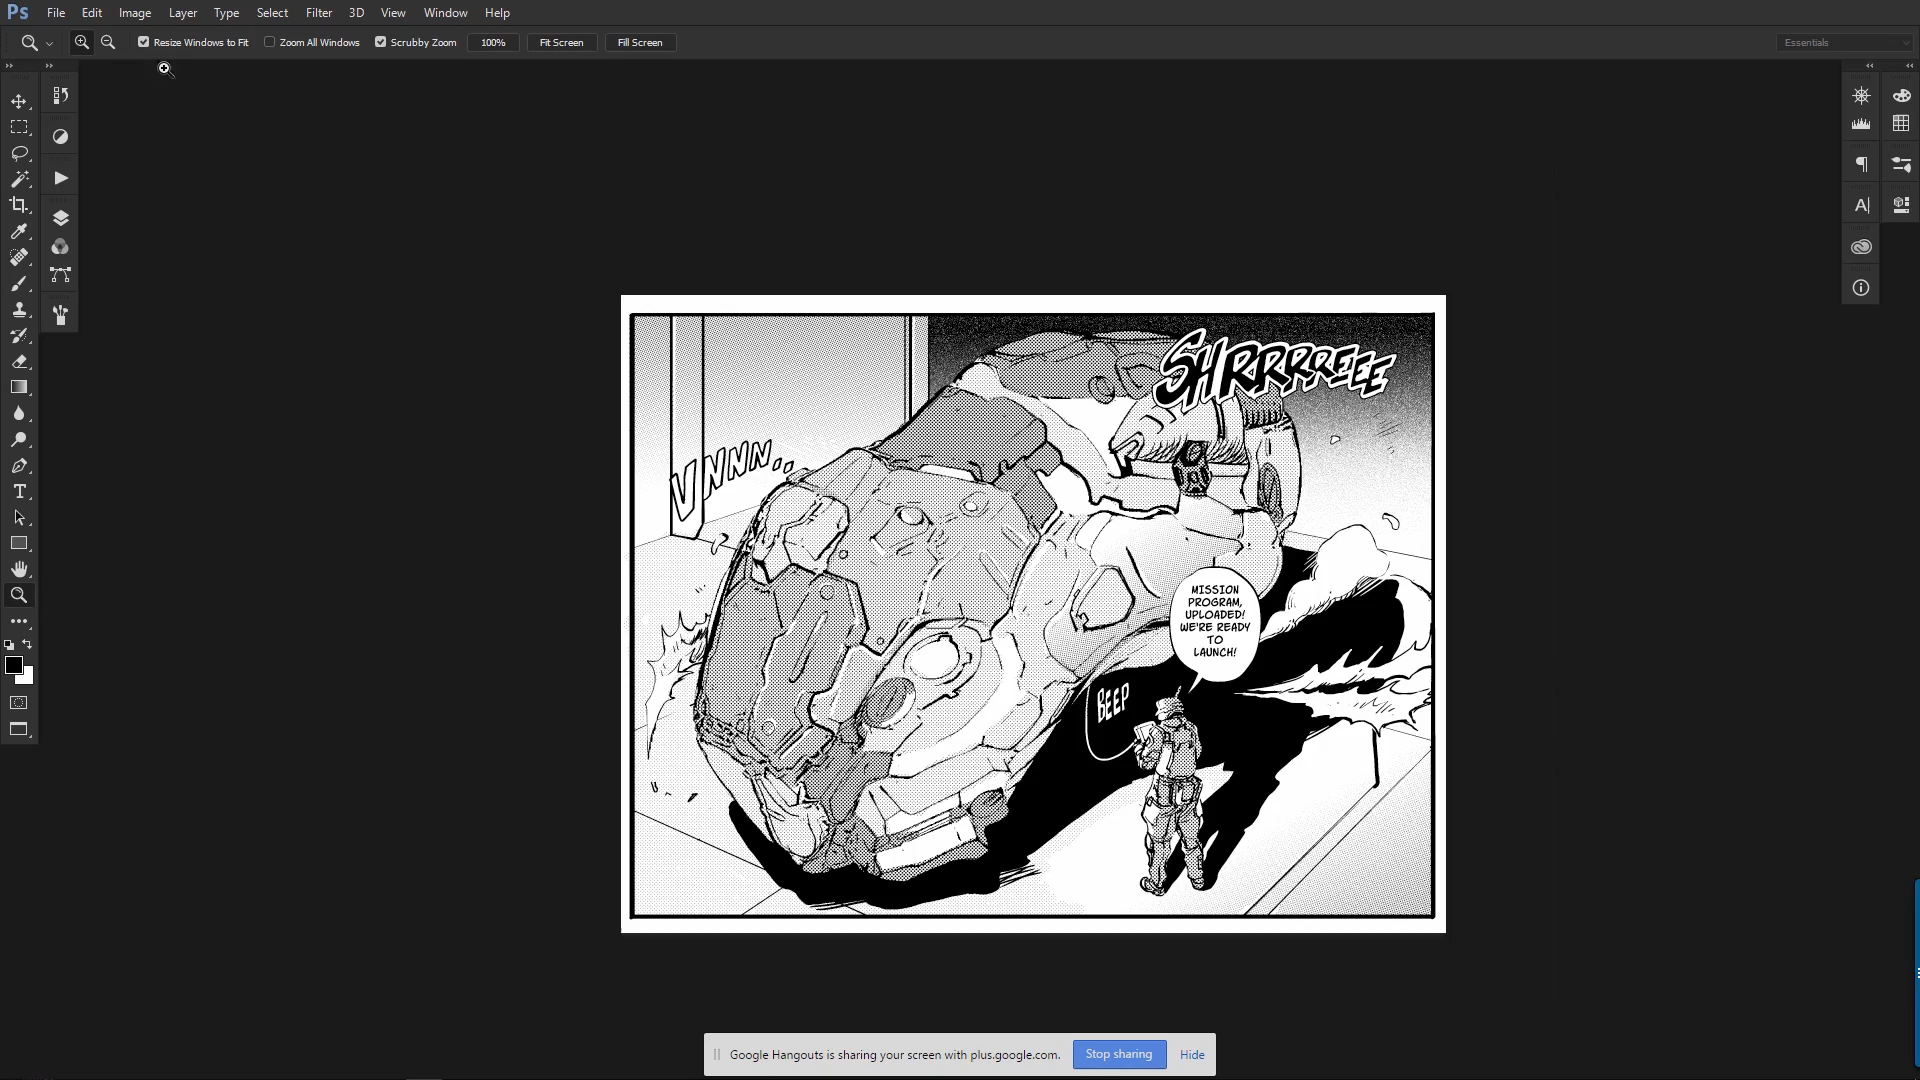 Ps File Edit Image Layer Type Select Filter 3D View Window Help
Resize Windows to Fit Zoom All Windows Scrubby Zoom 100% Fit Screen Fill Screen Essentials
SHRRRREEE
VNNN..
MISSION
PROGRAM,
UPLOADED!
WE'RE READY
TO
LAUNCH!
BEEP
Google Hangouts is sharing your screen with plus.google.com. Stop sharing Hide